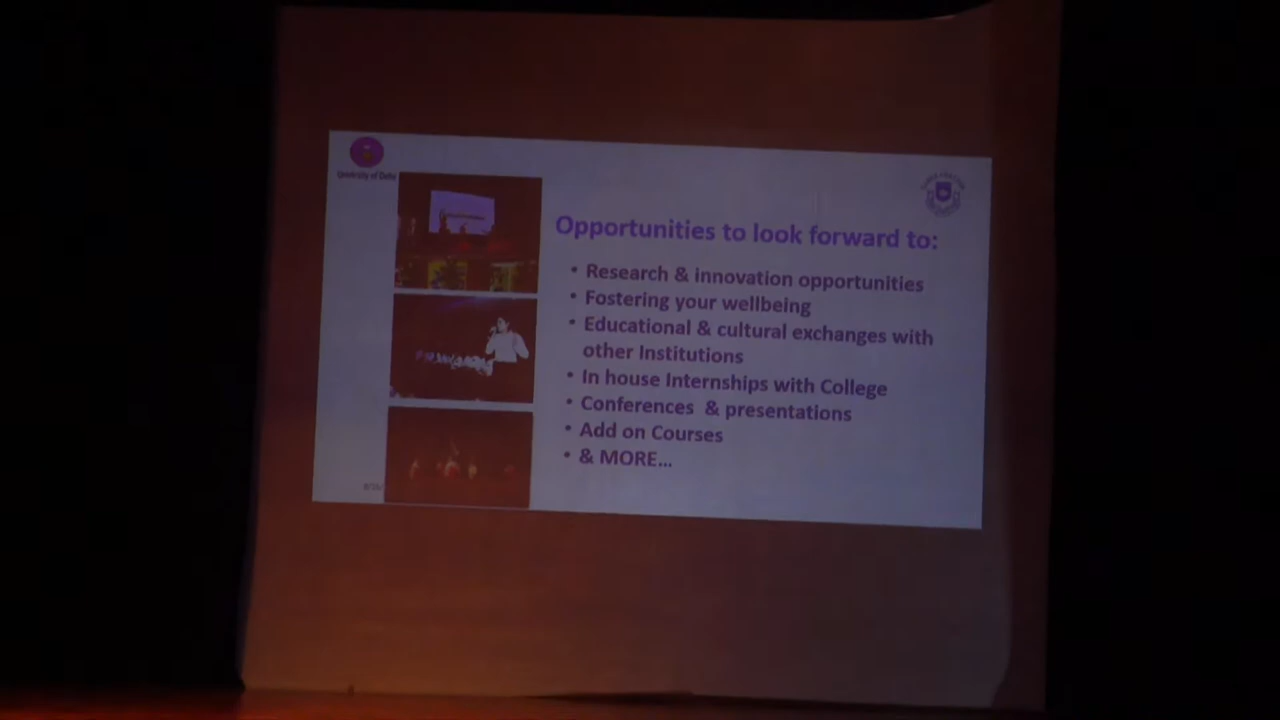 University of Delhi
Opportunities to look forward to:
• Research & innovation opportunities
• Fostering your wellbeing
• Educational & cultural exchanges with
other Institutions
• In house Internships with College
• Conferences & presentations
• Add on Courses
• & MORE...